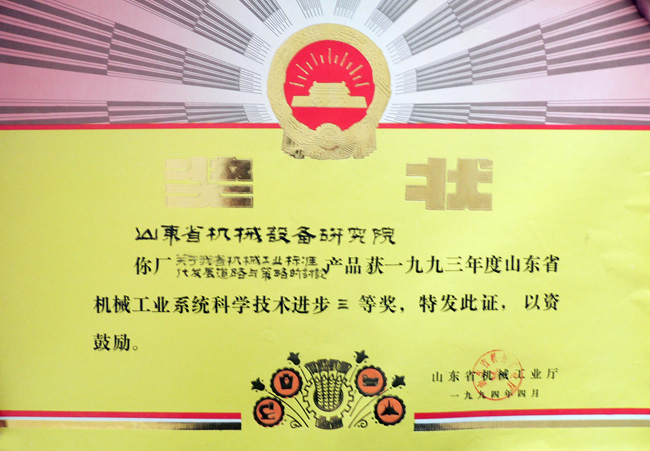 奖 状
山東省机械設备研究院
你厂 关于我省机械工业标准
代发展道路与策略的讨论 产品获一九九三年度山东省
机械工业系统科学技术进步 三 等奖，特发此证，以资
鼓励。
山东省机械工业厅
一九九四年四月